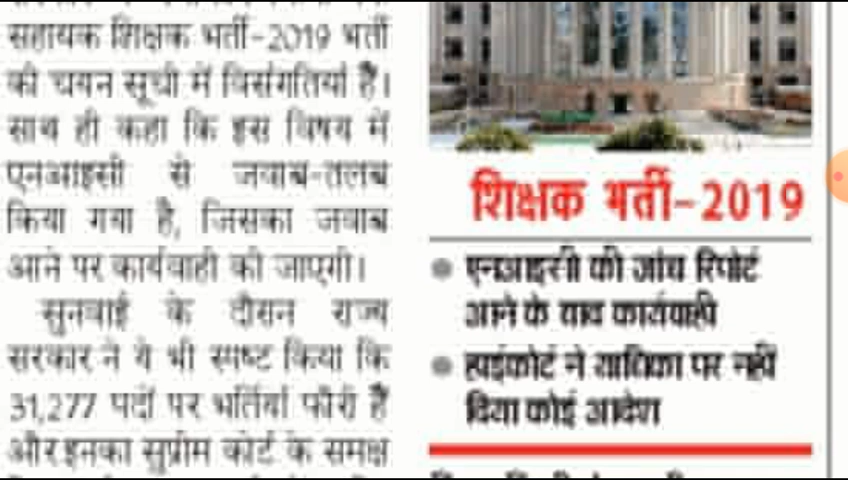 सहायक शिक्षक भर्ती-2019 भर्ती
की चयन सूची में विसंगतियां हैं।
साथ ही कहा कि इस विषय में
एनआइसी से जवाब-तलब
किया गया है, जिसका जवाब
आने पर कार्यवाही की जाएगी।
सुनवाई के दौरान राज्य
सरकार ने ये भी स्पष्ट किया कि
31,277 पदों पर भर्तियां फौरी हैं
और इनका सुप्रीम कोर्ट के समक्ष
शिक्षक भर्ती-2019
एनआइसी की जांच रिपोर्ट
आने के बाद कार्यवाही
हाईकोर्ट ने याचिका पर नहीं
दिया कोई आदेश